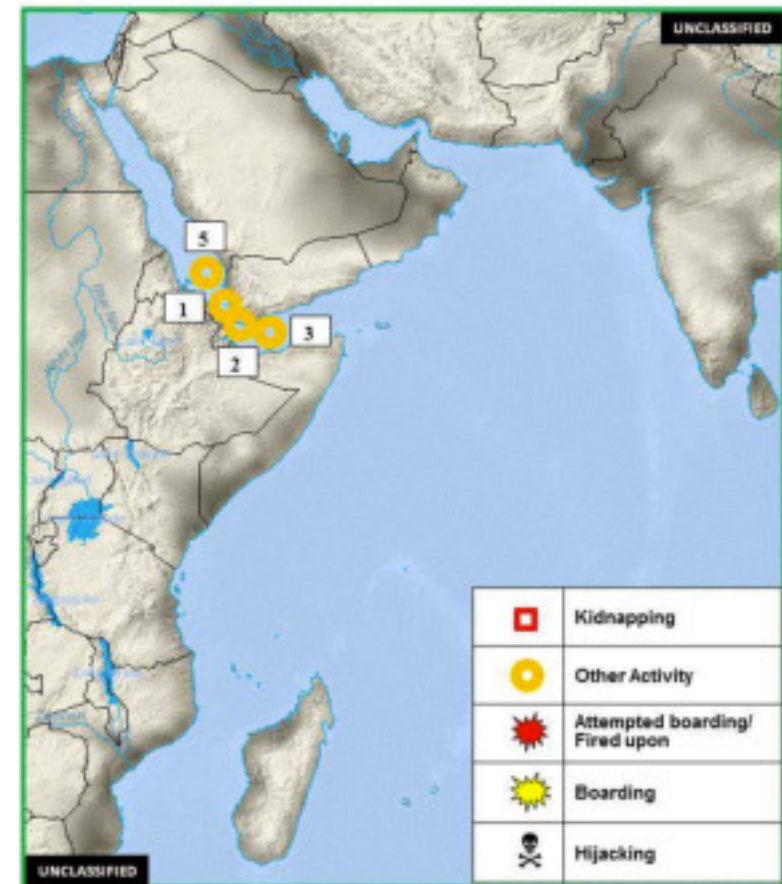 UNCLASSIFIED
5
1
3
2
Kidnapping
Other Activity
Attempted boarding/
Fired upon
Boarding
Hijacking
UNCLASSIFIED